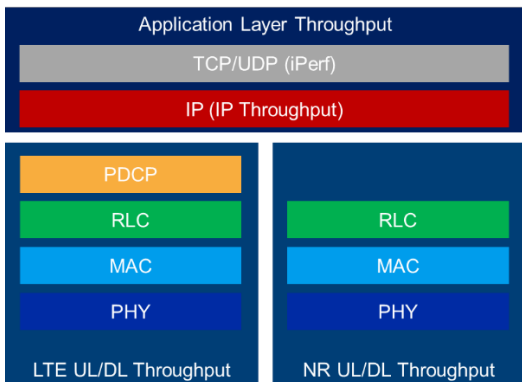 Application Layer Throughput
TCP/UDP (iPerf)
IP (IP Throughput)
PDCP
RLC
MAC
PHY
LTE UL/DL Throughput
RLC
MAC
PHY
NR UL/DL Throughput